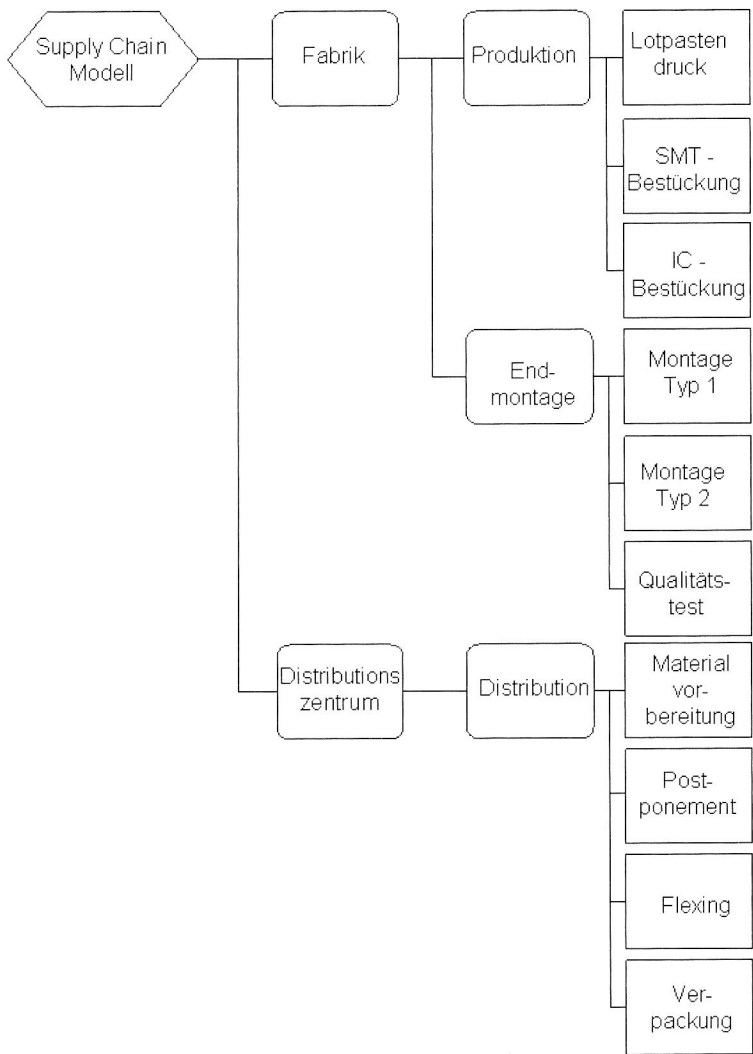 Supply Chain
Modell
Fabrik
Produktion
Lotpasten
druck
SMT -
Bestückung
IC -
Bestückung
End-
montage
Montage
Typ 1
Montage
Typ 2
Qualitäts-
test
Distributions
zentrum
Distribution
Material
vor-
bereitung
Post-
ponement
Flexing
Ver-
packung